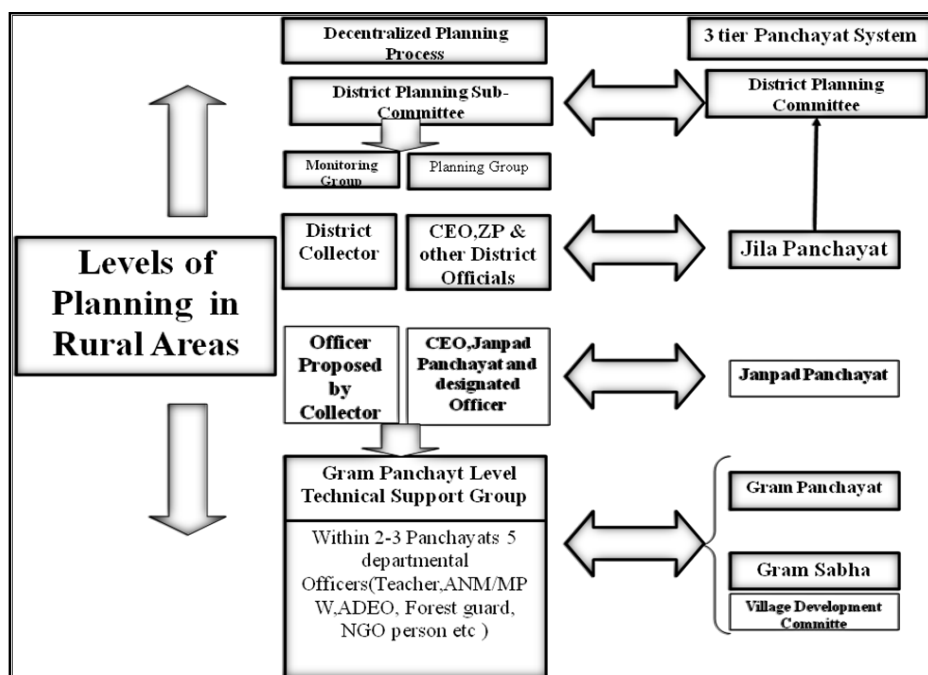 Decentralized Planning
Process
3 tier Panchayat System
District Planning Sub-
Committee
District Planning
Committee
Monitoring
Group
Planning Group
Levels of
Planning in
Rural Areas
District
Collector
CEO,ZP &
other District
Officials
Jila Panchayat
Officer
Proposed
by
Collector
CEO,Janpad
Panchayat and
designated
Officer
Janpad Panchayat
Gram Panchayt Level
Technical Support Group
Within 2-3 Panchayats 5
departmental
Officers(Teacher,ANM/MP
W,ADEO, Forest guard,
NGO person etc )
Gram Panchayat
Gram Sabha
Village Development
Committe